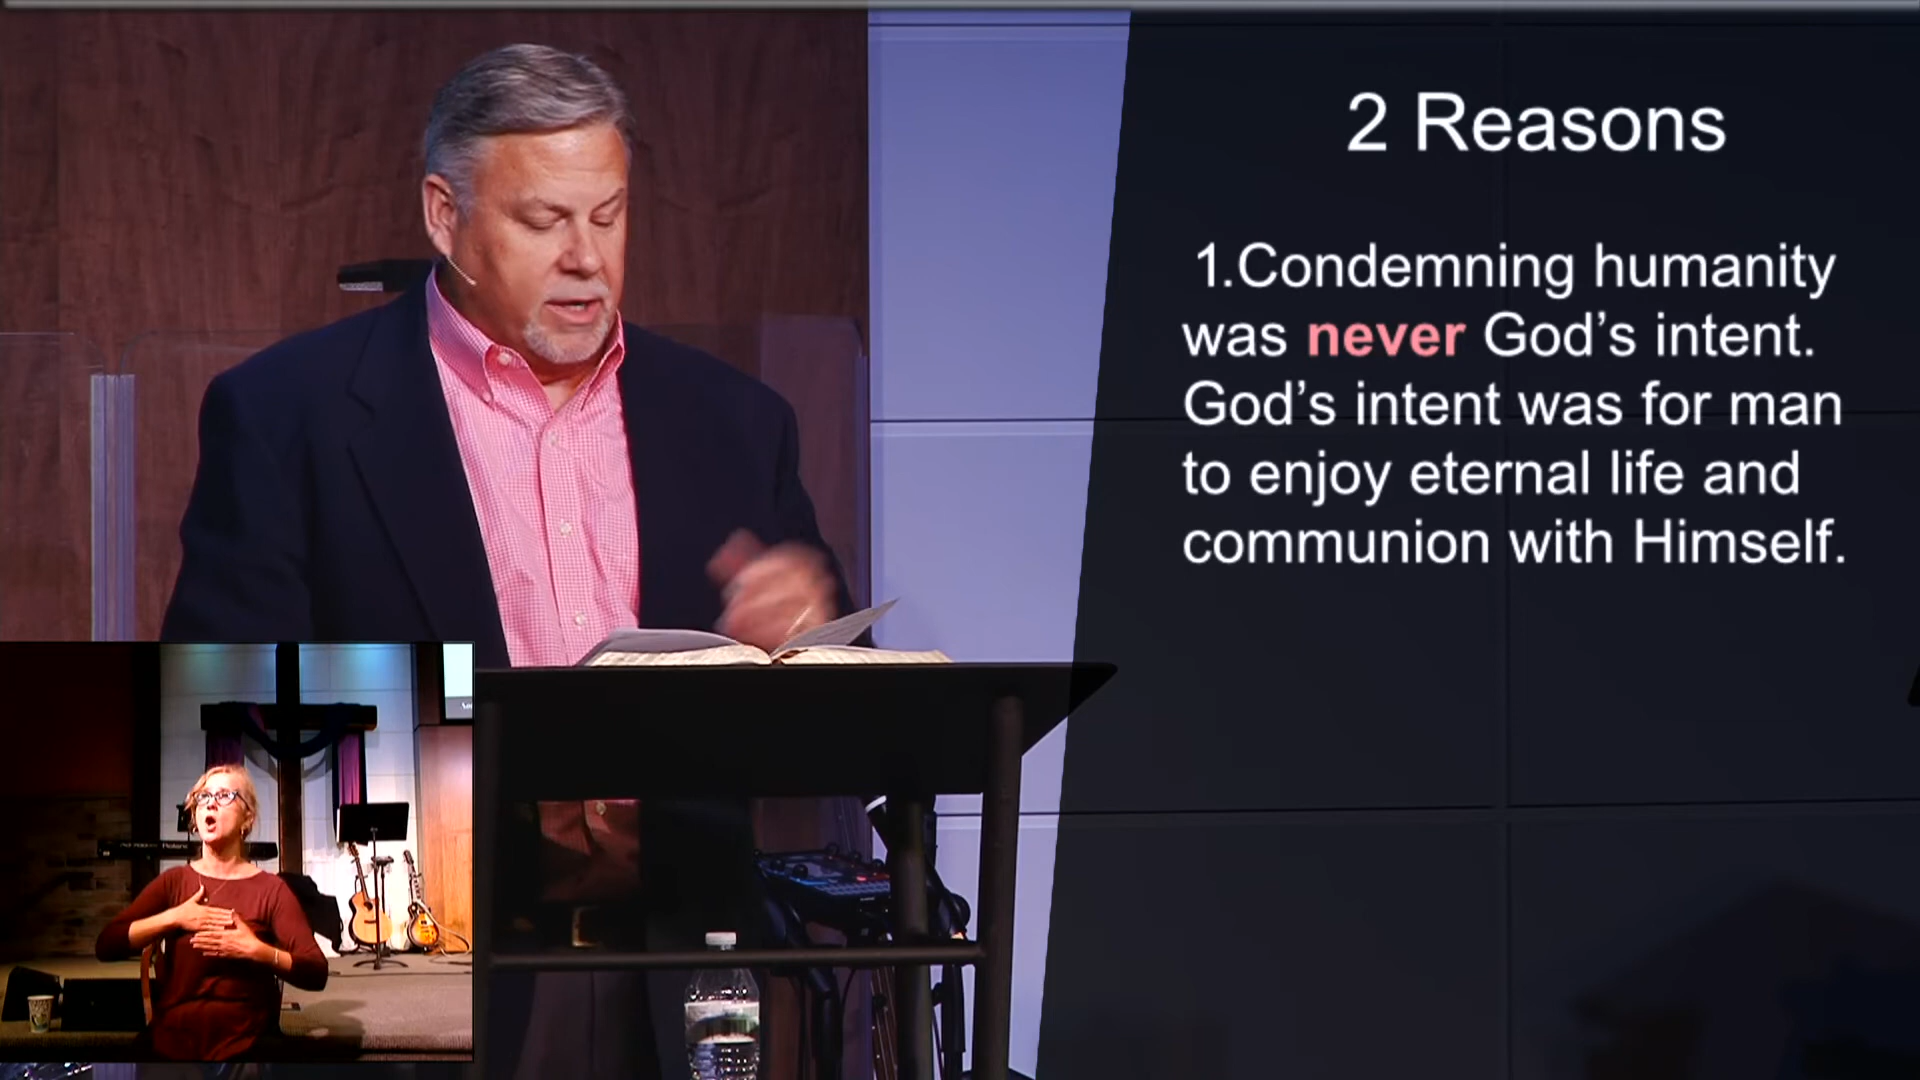 2 Reasons
1.Condemning humanity
was never God’s intent.
God’s intent was for man
to enjoy eternal life and
communion with Himself.
Roland